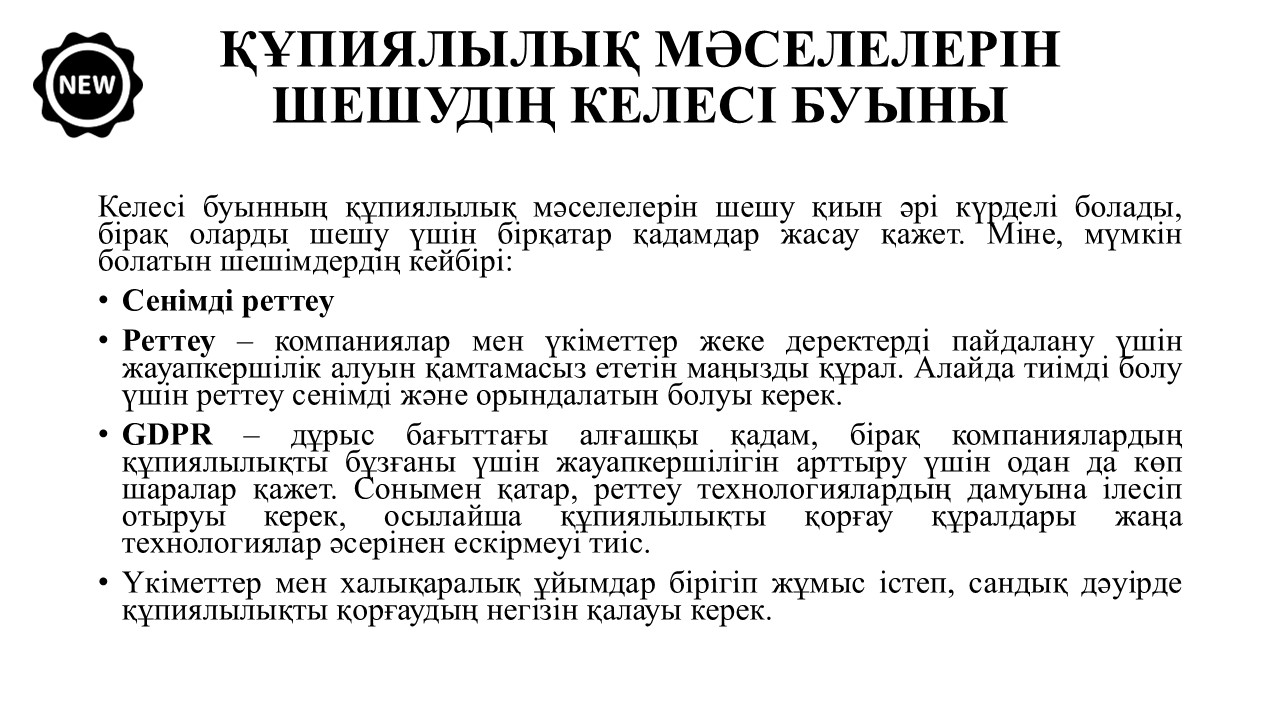 NEW
ҚҰПИЯЛЫЛЫҚ МӘСЕЛЕЛЕРІН
ШЕШУДІҢ КЕЛЕСІ БУЫНЫ
Келесі буынның құпиялылық мәселелерін шешу қиын әрі күрделі болады,
бірақ оларды шешу үшін бірқатар қадамдар жасау қажет. Міне, мүмкін
болатын шешімдердің кейбірі:
• Сенімді реттеу
• Реттеу – компаниялар мен үкіметтер жеке деректерді пайдалану үшін
жауапкершілік алуын қамтамасыз ететін маңызды құрал. Алайда тиімді болу
үшін реттеу сенімді және орындалатын болуы керек.
• GDPR – дұрыс бағыттағы алғашқы қадам, бірақ компаниялардың
құпиялылықты бұзғаны үшін жауапкершілігін арттыру үшін одан да көп
шаралар қажет. Сонымен қатар, реттеу технологиялардың дамуына ілесіп
отыруы керек, осылайша құпиялылықты қорғау құралдары жаңа
технологиялар әсерінен ескірмеуі тиіс.
• Үкіметтер мен халықаралық ұйымдар бірігіп жұмыс істеп, сандық дәуірде
құпиялылықты қорғаудың негізін қалауы керек.